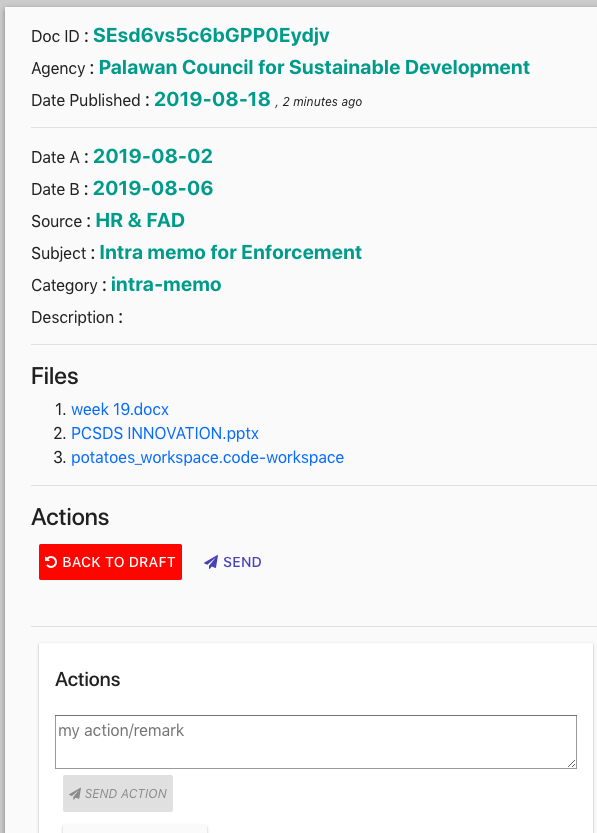 Doc ID : SEsd6vs5c6bGPP0Eydjv
Agency : Palawan Council for Sustainable Development
Date Published : 2019-08-18 , 2 minutes ago
Date A : 2019-08-02
Date B : 2019-08-06
Source : HR & FAD
Subject : Intra memo for Enforcement
Category : intra-memo
Description :
Files
1. week 19.docx
2. PCSDS INNOVATION.pptx
3. potatoes_workspace.code-workspace
Actions
BACK TO DRAFT SEND
Actions
my action/remark
SEND ACTION